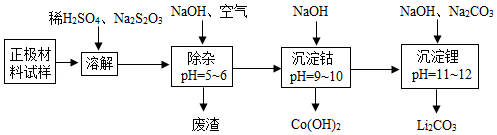 稀H₂SO₄、Na₂S₂O₃
NaOH、空气
NaOH
NaOH、Na₂CO₃
正极材
料试样
溶解
除杂
pH=5~6
沉淀钴
pH=9~10
沉淀锂
pH=11~12
废渣
Co(OH)₂
Li₂CO₃